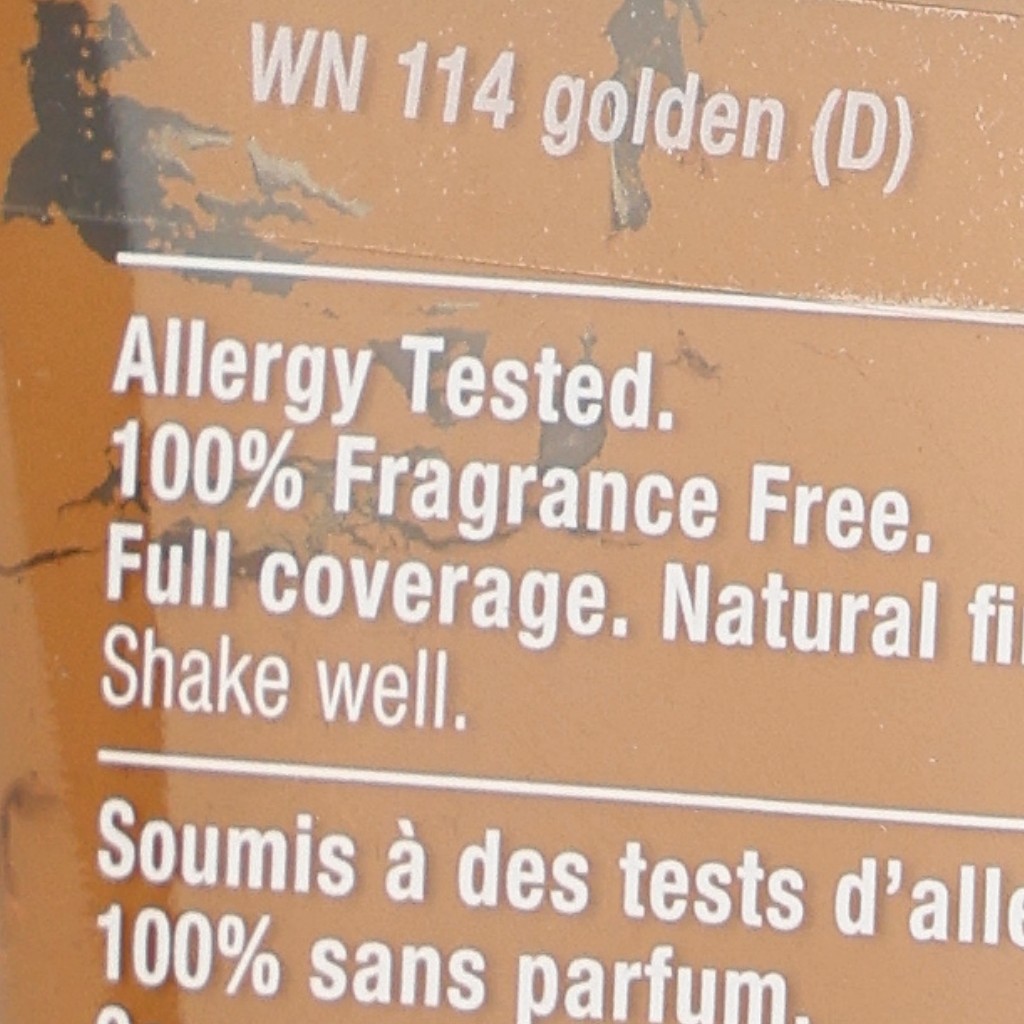 WN 114 golden (D)
Allergy Tested.
100% Fragrance Free.
Full coverage. Natural
Shake well.
Soumis à des tests
100% sans parfum.